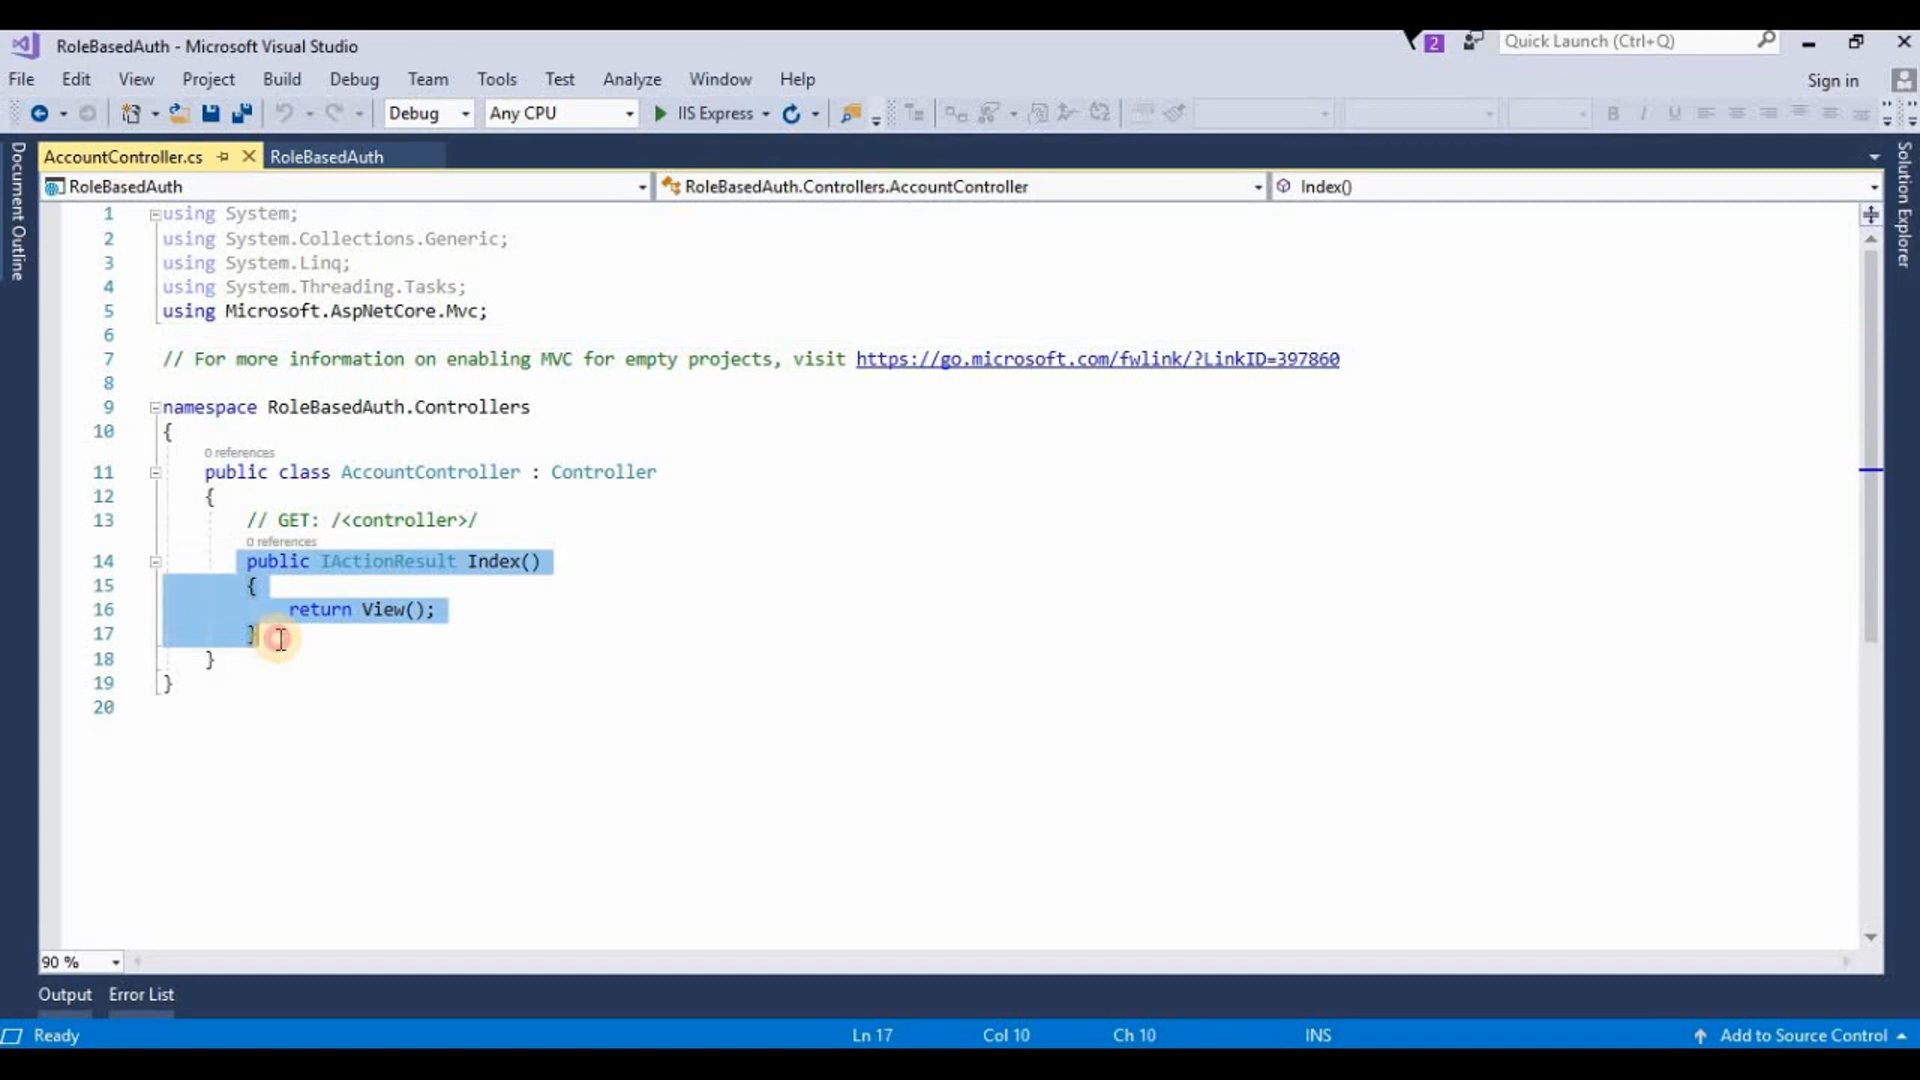 RoleBasedAuth - Microsoft Visual Studio
2
Quick Launch (Ctrl+Q)
File Edit View Project Build Debug Team Tools Test Analyze Window Help
Sign in
Debug Any CPU IIS Express
B I U
Document Outline
AccountController.cs RoleBasedAuth
Solution Explorer
RoleBasedAuth RoleBasedAuth.Controllers.AccountController Index()
1 using System;
2 using System.Collections.Generic;
3 using System.Linq;
4 using System.Threading.Tasks;
5 using Microsoft.AspNetCore.Mvc;
6
7 // For more information on enabling MVC for empty projects, visit https://go.microsoft.com/fwlink/?LinkID=397860
8
9 namespace RoleBasedAuth.Controllers
10 {
0 references
11 public class AccountController : Controller
12 {
13 // GET: /<controller>/
0 references
14 public IActionResult Index()
15 {
16 return View();
17 }
18 }
19 }
20
90 %
Output Error List
Ready Ln 17 Col 10 Ch 10 INS Add to Source Control